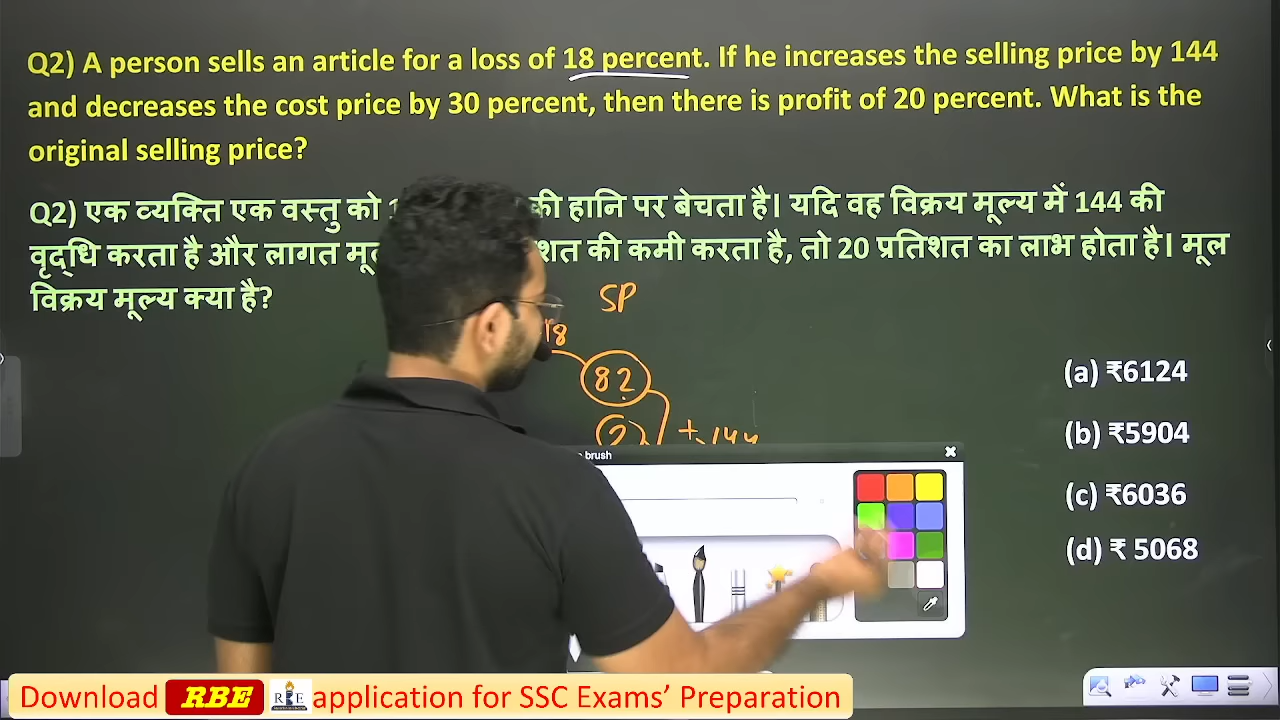 Q2) A person sells an article for a loss of 18 percent. If he increases the selling price by 144
and decreases the cost price by 30 percent, then there is profit of 20 percent. What is the
original selling price?
Q2) एक व्यक्ति एक वस्तु को 1 की हानि पर बेचता है। यदि वह विक्रय मूल्य में 144 की
वृद्धि करता है और लागत शत की कमी करता है, तो 20 प्रतिशत का लाभ होता है। मूल
विक्रय मूल्य क्या है?
SP
18
82
+ 144
brush
(a) ₹6124
(b) ₹5904
(c) ₹6036
(d) ₹ 5068
Download RBE RBE application for SSC Exams' Preparation